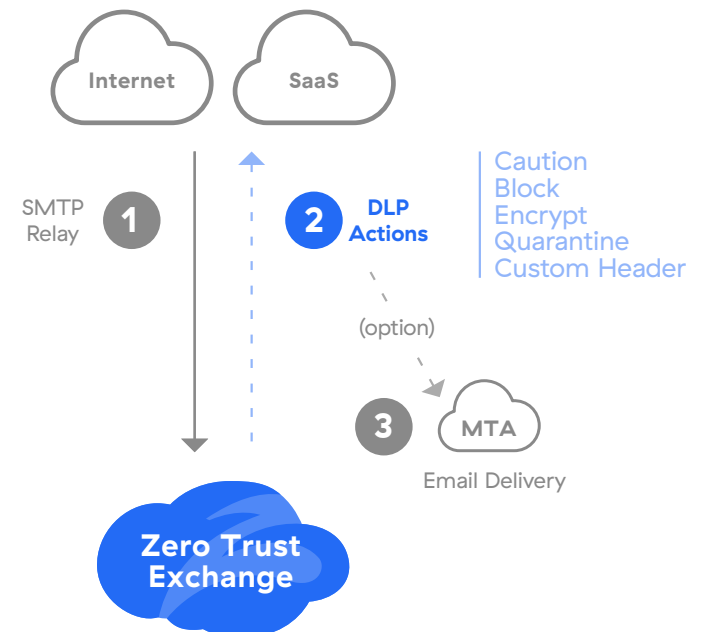 Internet
SaaS
SMTP
Relay
1
2
DLP
Actions
Caution
Block
Encrypt
Quarantine
Custom Header
(option)
3
MTA
Email Delivery
Zero Trust
Exchange